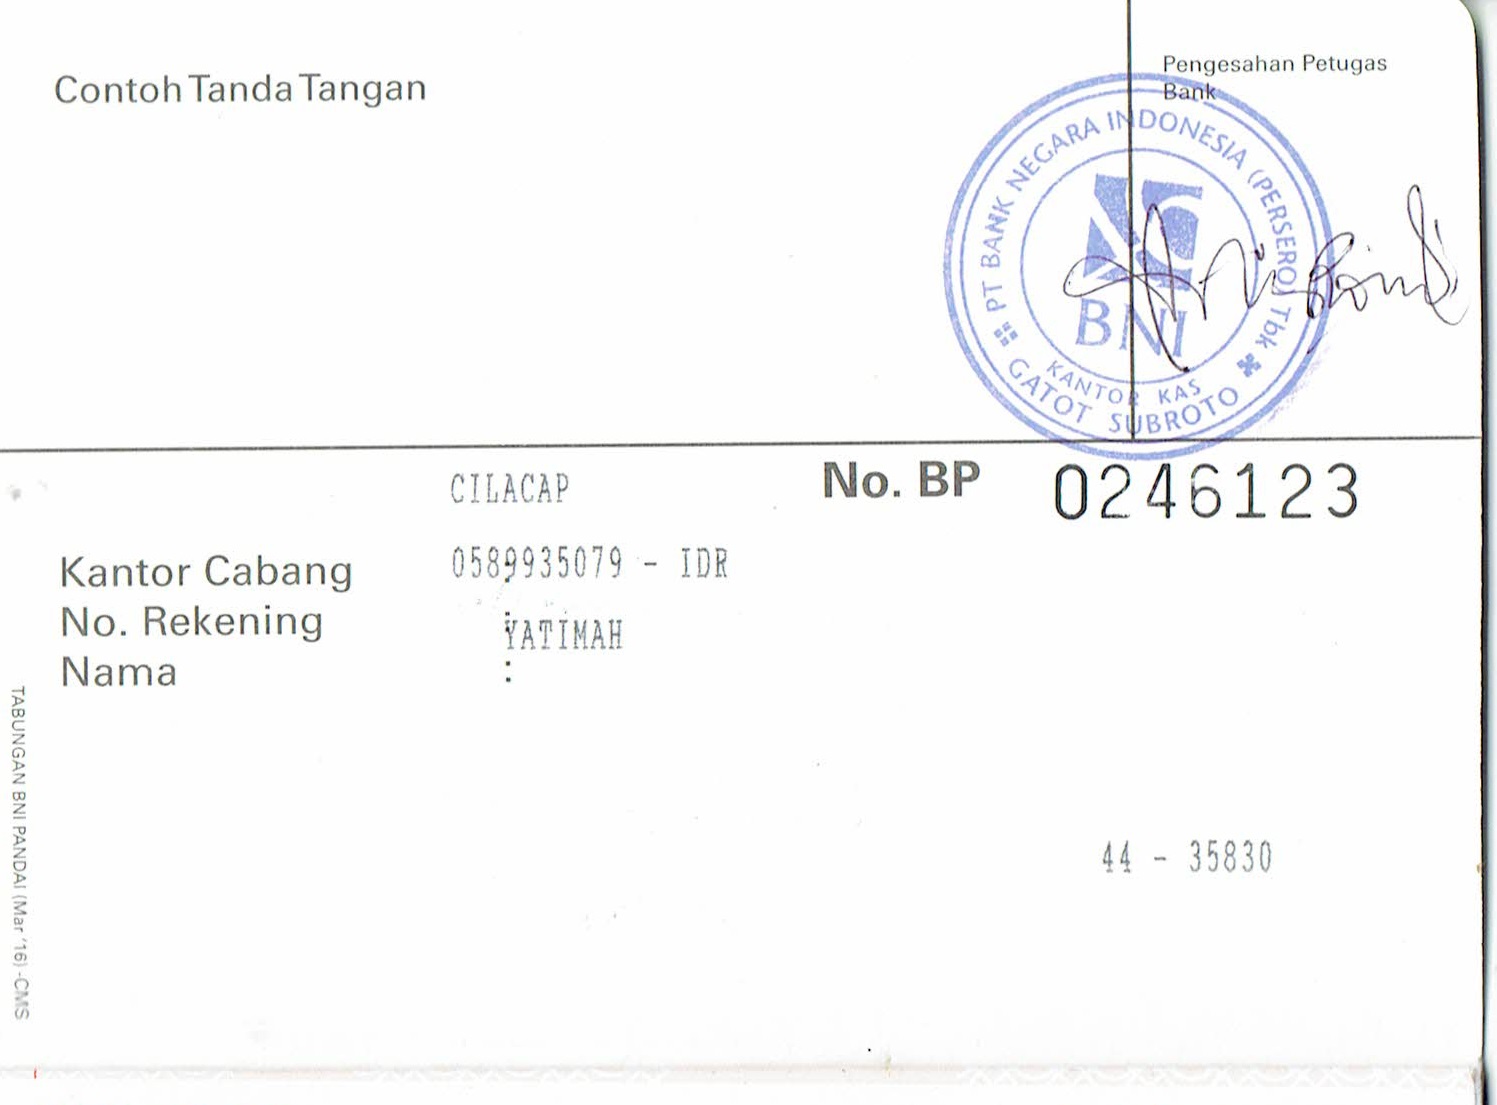 Contoh Tanda Tangan
Pengesahan Petugas
Bank
PT BANK NEGARA INDONESIA (PERSERO) Tbk
BNI
KANTOR KAS
GATOT SUBROTO
CILACAP
No. BP 0246123
Kantor Cabang
0589935079 - IDR
No. Rekening :
YATIMAH
Nama :
44 - 35830
TABUNGAN BNI PANDAI (Mar '16) -CMS